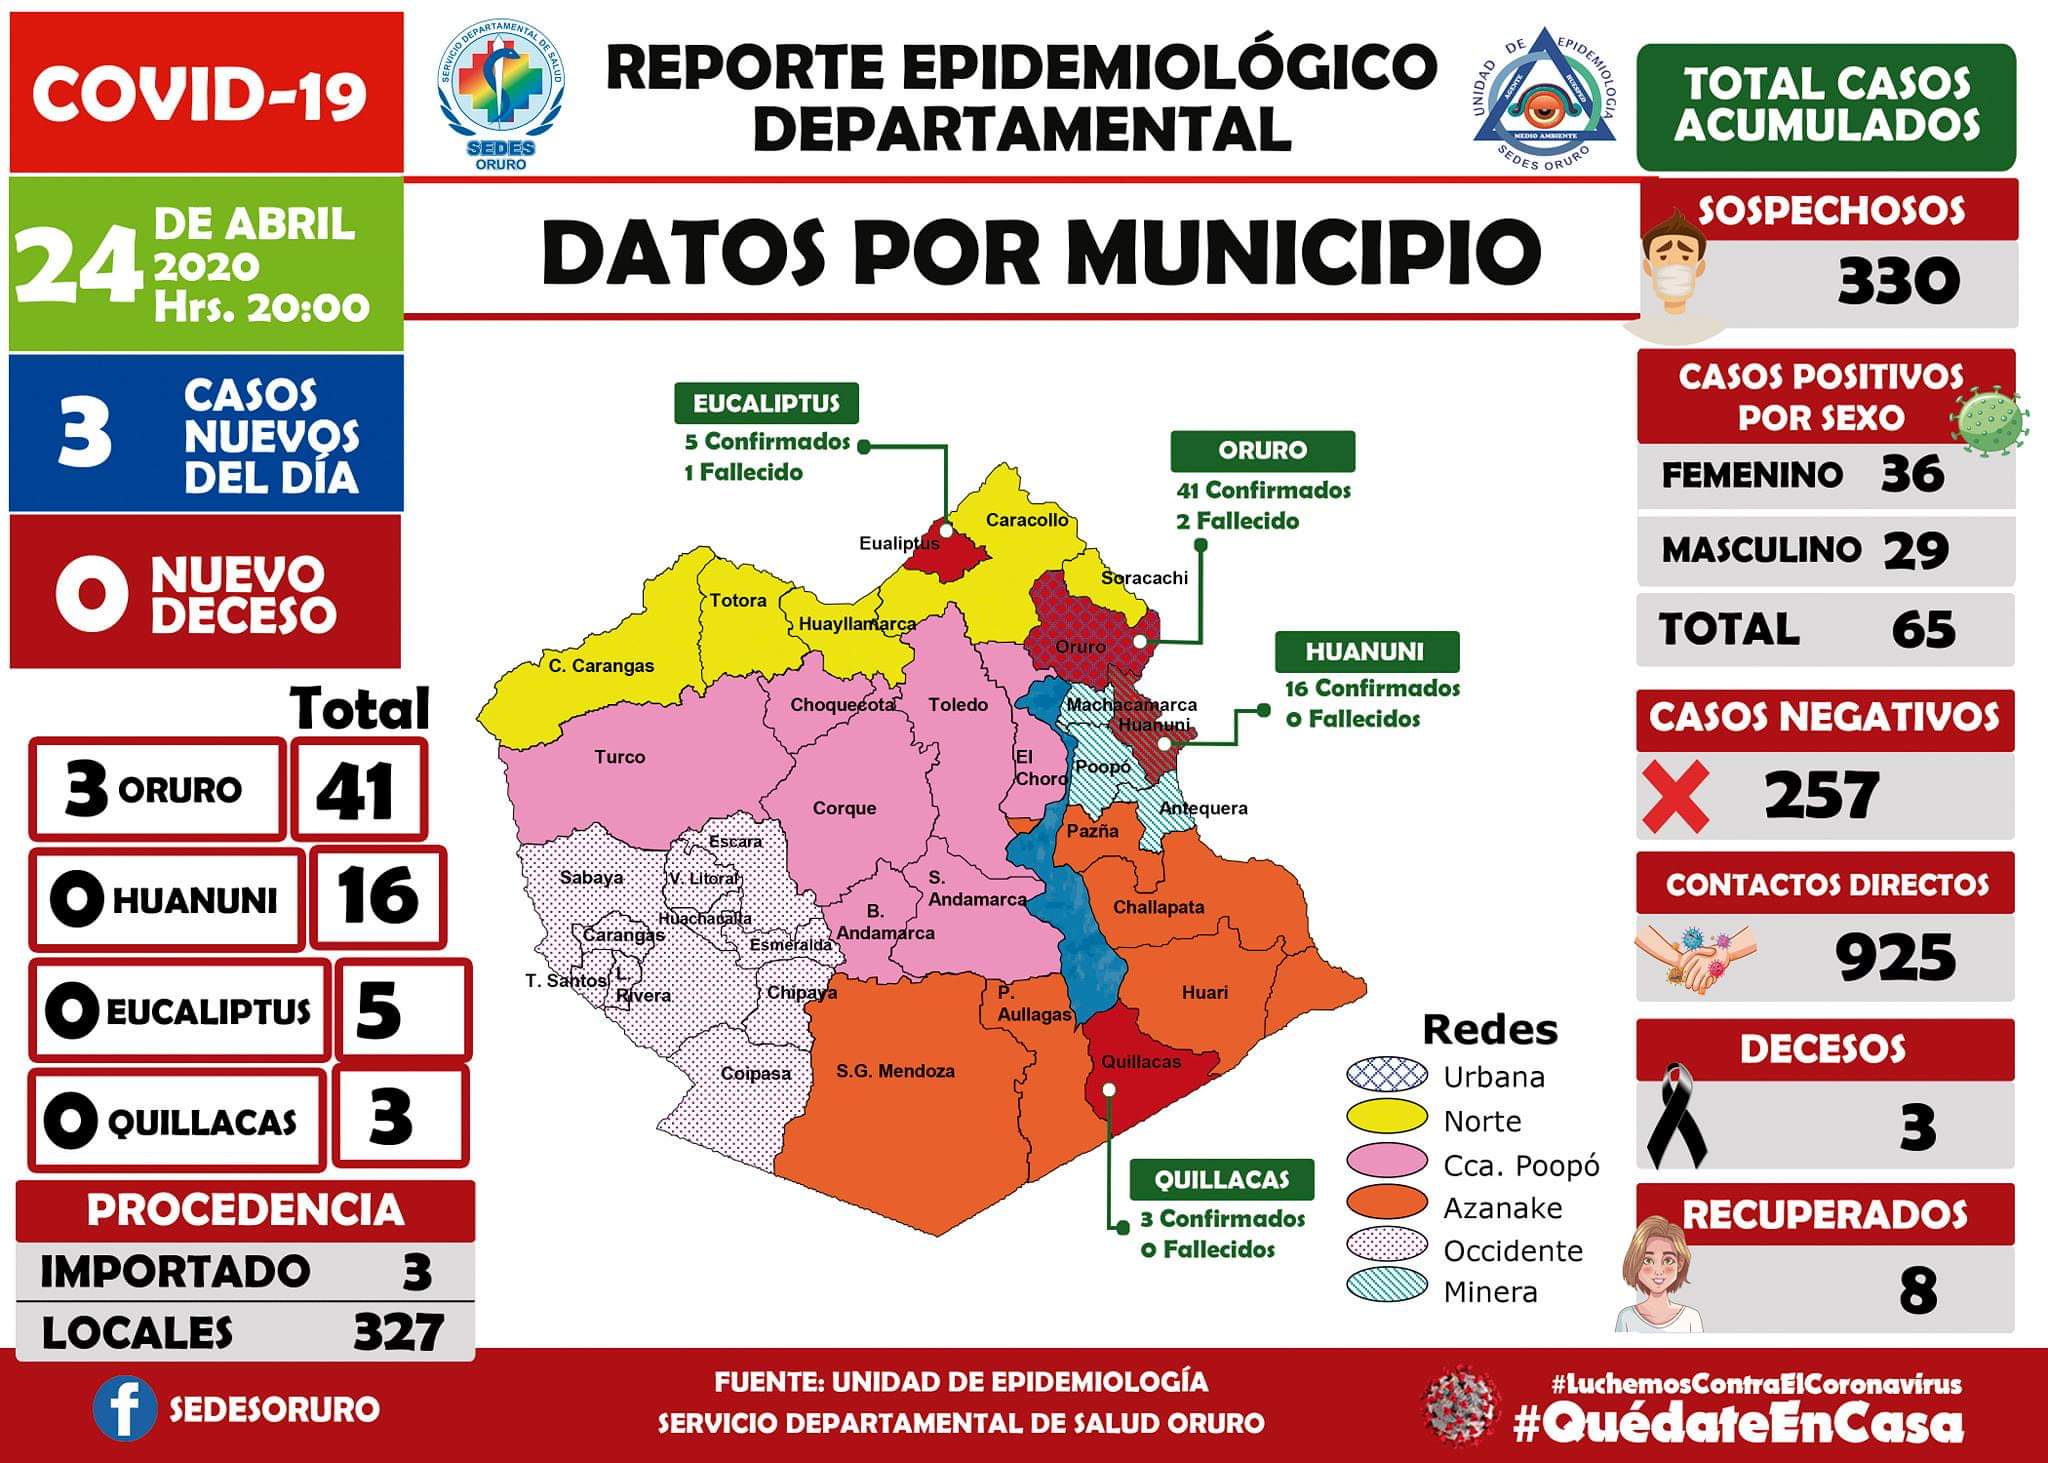 COVID-19
SERVICIO DEPARTAMENTAL DE SALUD
SEDES
ORURO
REPORTE EPIDEMIOLÓGICO
DEPARTAMENTAL
UNIDAD DE EPIDEMIOLOGIA
AGENTE
HUESPED
MEDIO AMBIENTE
SEDES ORURO
TOTAL CASOS
ACUMULADOS
24 DE ABRIL
2020
Hrs. 20:00
DATOS POR MUNICIPIO
SOSPECHOSOS
330
3 CASOS
NUEVOS
DEL DÍA
0 NUEVO
DECESO
CASOS POSITIVOS
POR SEXO
FEMENINO 36
MASCULINO 29
TOTAL 65
CASOS NEGATIVOS
257
CONTACTOS DIRECTOS
925
DECESOS
3
RECUPERADOS
8
EUCALIPTUS
5 Confirmados
1 Fallecido
ORURO
41 Confirmados
2 Fallecido
HUANUNI
16 Confirmados
0 Fallecidos
QUILLACAS
3 Confirmados
0 Fallecidos
Caracollo
Eualiptus
Soracachi
Totora
Huayllamarca
Oruro
C. Carangas
Choquecota
Toledo
Machacamarca
Huanuni
Turco
El
Choro
Poopó
Corque
Antequera
Pazña
Escara
Sabaya
V. Litoral
S.
Andamarca
Challapata
B.
Andamarca
Huachacalla
Carangas
Esmeralda
T. Santos
L.
Rivera
Chipaya
P.
Aullagas
Huari
Quillacas
Coipasa
S.G. Mendoza
Redes
Urbana
Norte
Cca. Poopó
Azanake
Occidente
Minera
Total
3 ORURO 41
0 HUANUNI 16
0 EUCALIPTUS 5
0 QUILLACAS 3
PROCEDENCIA
IMPORTADO 3
LOCALES 327
f SEDESORURO
FUENTE: UNIDAD DE EPIDEMIOLOGÍA
SERVICIO DEPARTAMENTAL DE SALUD ORURO
#LuchemosContraElCoronavirus
#QuédateEnCasa